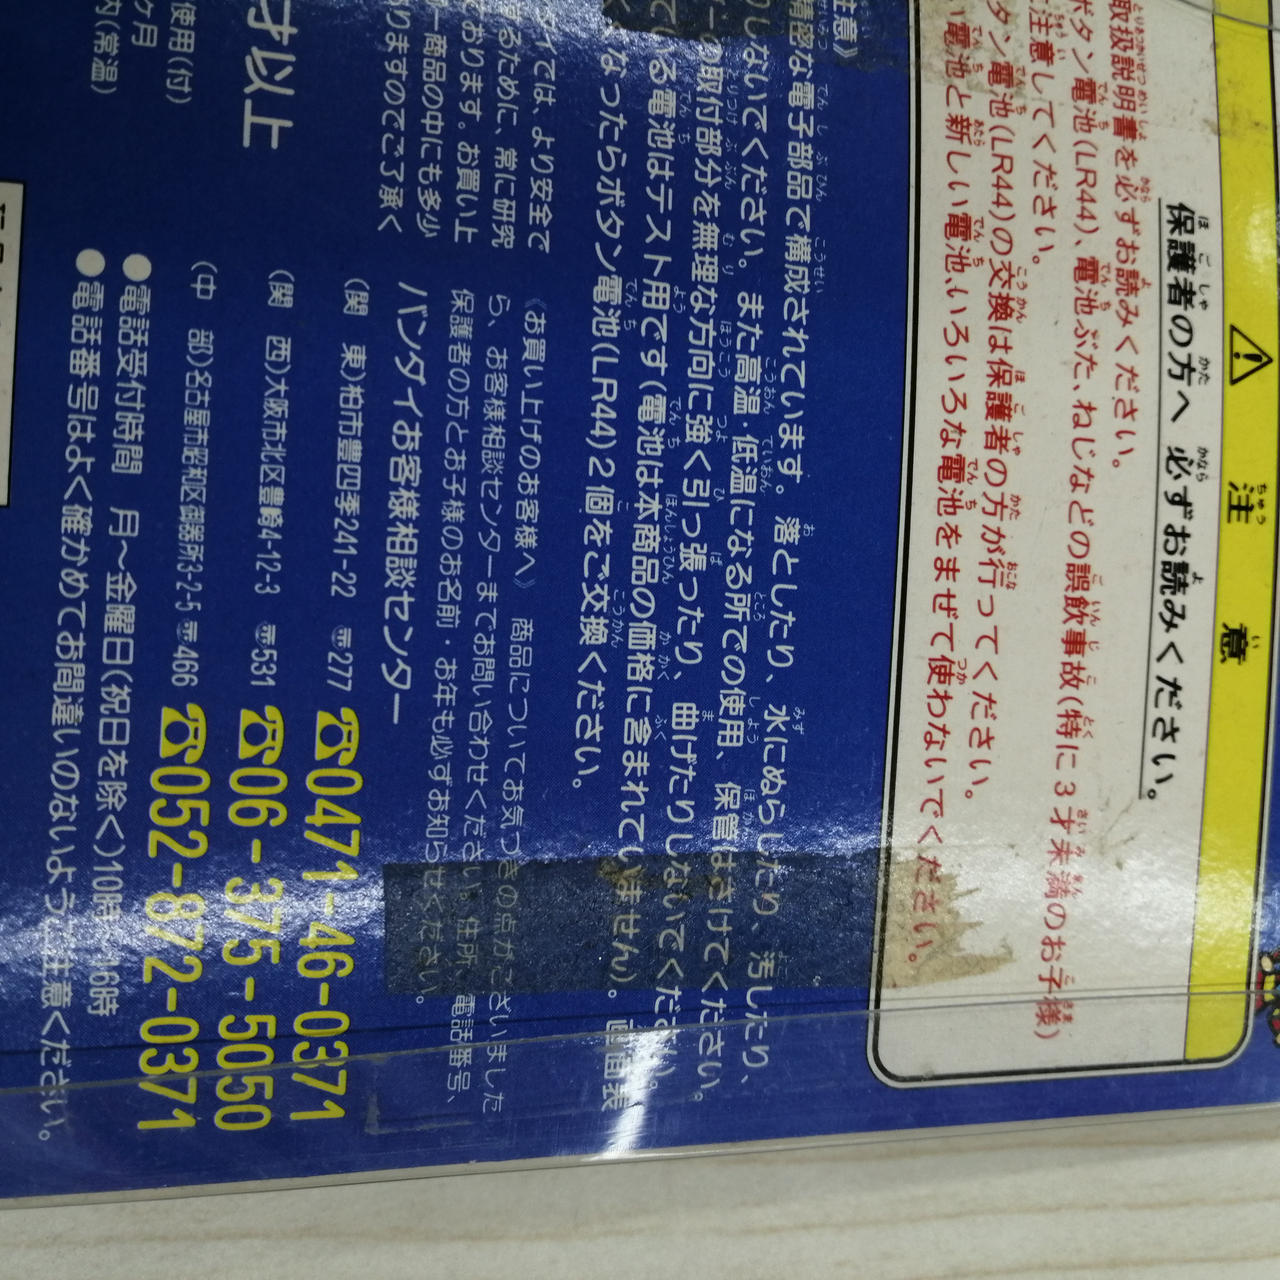 注意
保護者の方へ 必ずお読みください。
取扱説明書を必ずお読みください。
ボタン電池(LR44)、電池ぶた、ねじなどの誤飲事故(特に3才未満のお子様)
ご注意してください。
タン電池(LR44)の交換は保護者の方が行ってください。
い電池と新しい電池、いろいろな電池をまぜて使わないでください。
注意》
精密な電子部品で構成されています。落としたり、水にぬらしたり、汚したり、
りしないでください。また高温・低温になる所での使用、保管はさけてください。
の取付部分を無理な方向に強く引っ張ったり、曲げたりしないでください。
ている電池はテスト用です(電池は本商品の価格に含まれていません)。画面表
くなったらボタン電池(LR44)2個をご交換ください。
才以上
使用(付)
ケ月
内(常温)
イでは、より安全で
するために、常に研究
ております。お買い上
一商品の中にも多少
りますのでご了承く
《お買い上げのお客様へ》 商品についてお気づきの点がございました
ら、お客様相談センターまでお問い合わせください。住所、電話番号、
保護者の方とお子様のお名前・お年も必ずお知らせください。
バンダイお客様相談センター
(関 東)柏市豊四季241-22 〠277 ☎0471-46-0371
(関 西)大阪市北区豊崎4-12-3 〠531 ☎06-375-5050
(中 部)名古屋市昭和区御器所3-2-5 〠466 ☎052-872-0371
●電話受付時間 月〜金曜日(祝日を除く)10時〜16時
●電話番号はよく確かめてお間違いのないようご注意ください。